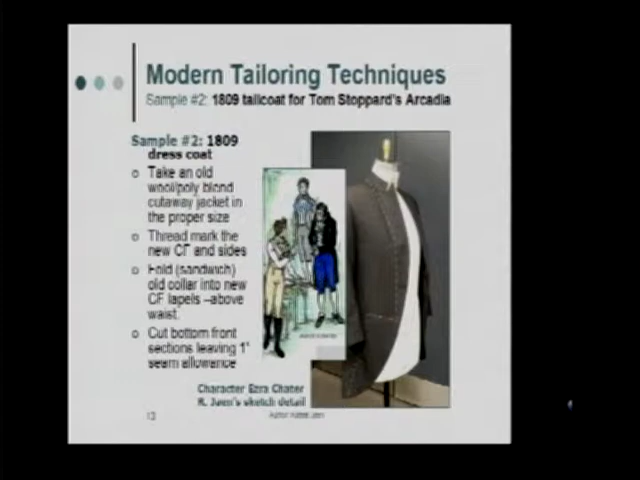 Modern Tailoring Techniques
Sample #2: 1809 tailcoat for Tom Stoppard's Arcadia
Sample #2: 1809
dress coat
Take an old
wool/poly blend
cutaway jacket in
the proper size
Thread mark the
new CF and sides
Fold (sandwich)
old collar into new
CF lapels –above
waist.
Cut bottom front
sections leaving 1"
seam allowance
Character Ezra Chater
R. Juen's sketch detail
13